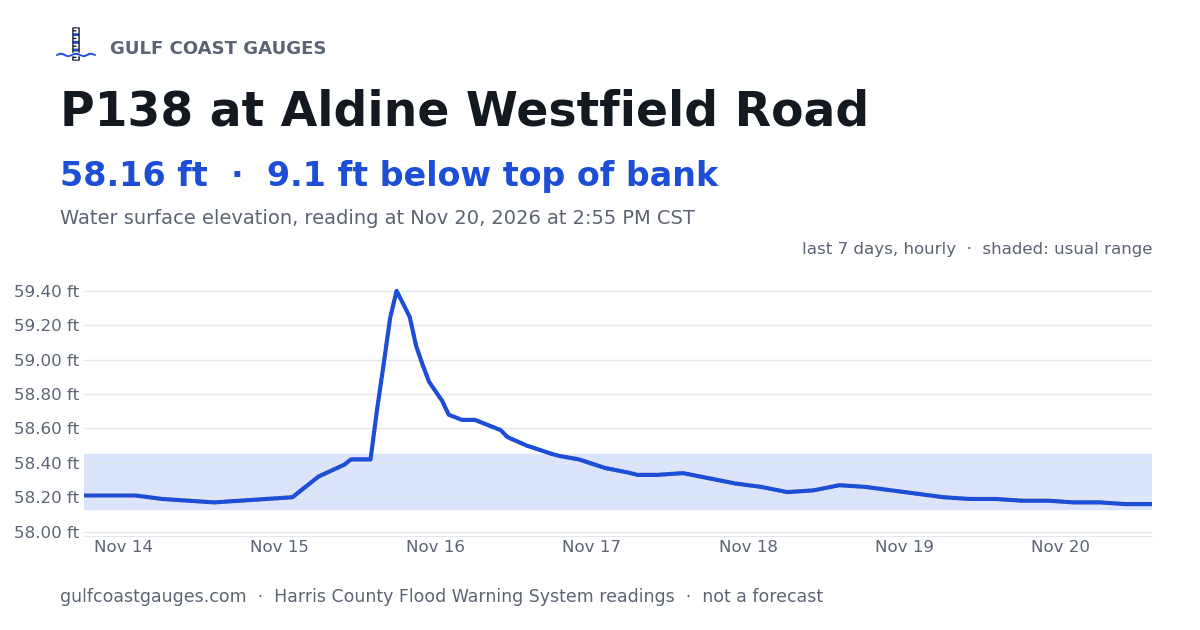 GULF COAST GAUGES
P138 at Aldine Westfield Road
58.16 ft · 9.1 ft below top of bank
Water surface elevation, reading at Nov 20, 2026 at 2:55 PM CST
last 7 days, hourly · shaded: usual range
59.40 ft
59.20 ft
59.00 ft
58.80 ft
58.60 ft
58.40 ft
58.20 ft
58.00 ft
Nov 14 Nov 15 Nov 16 Nov 17 Nov 18 Nov 19 Nov 20
gulfcoastgauges.com · Harris County Flood Warning System readings · not a forecast